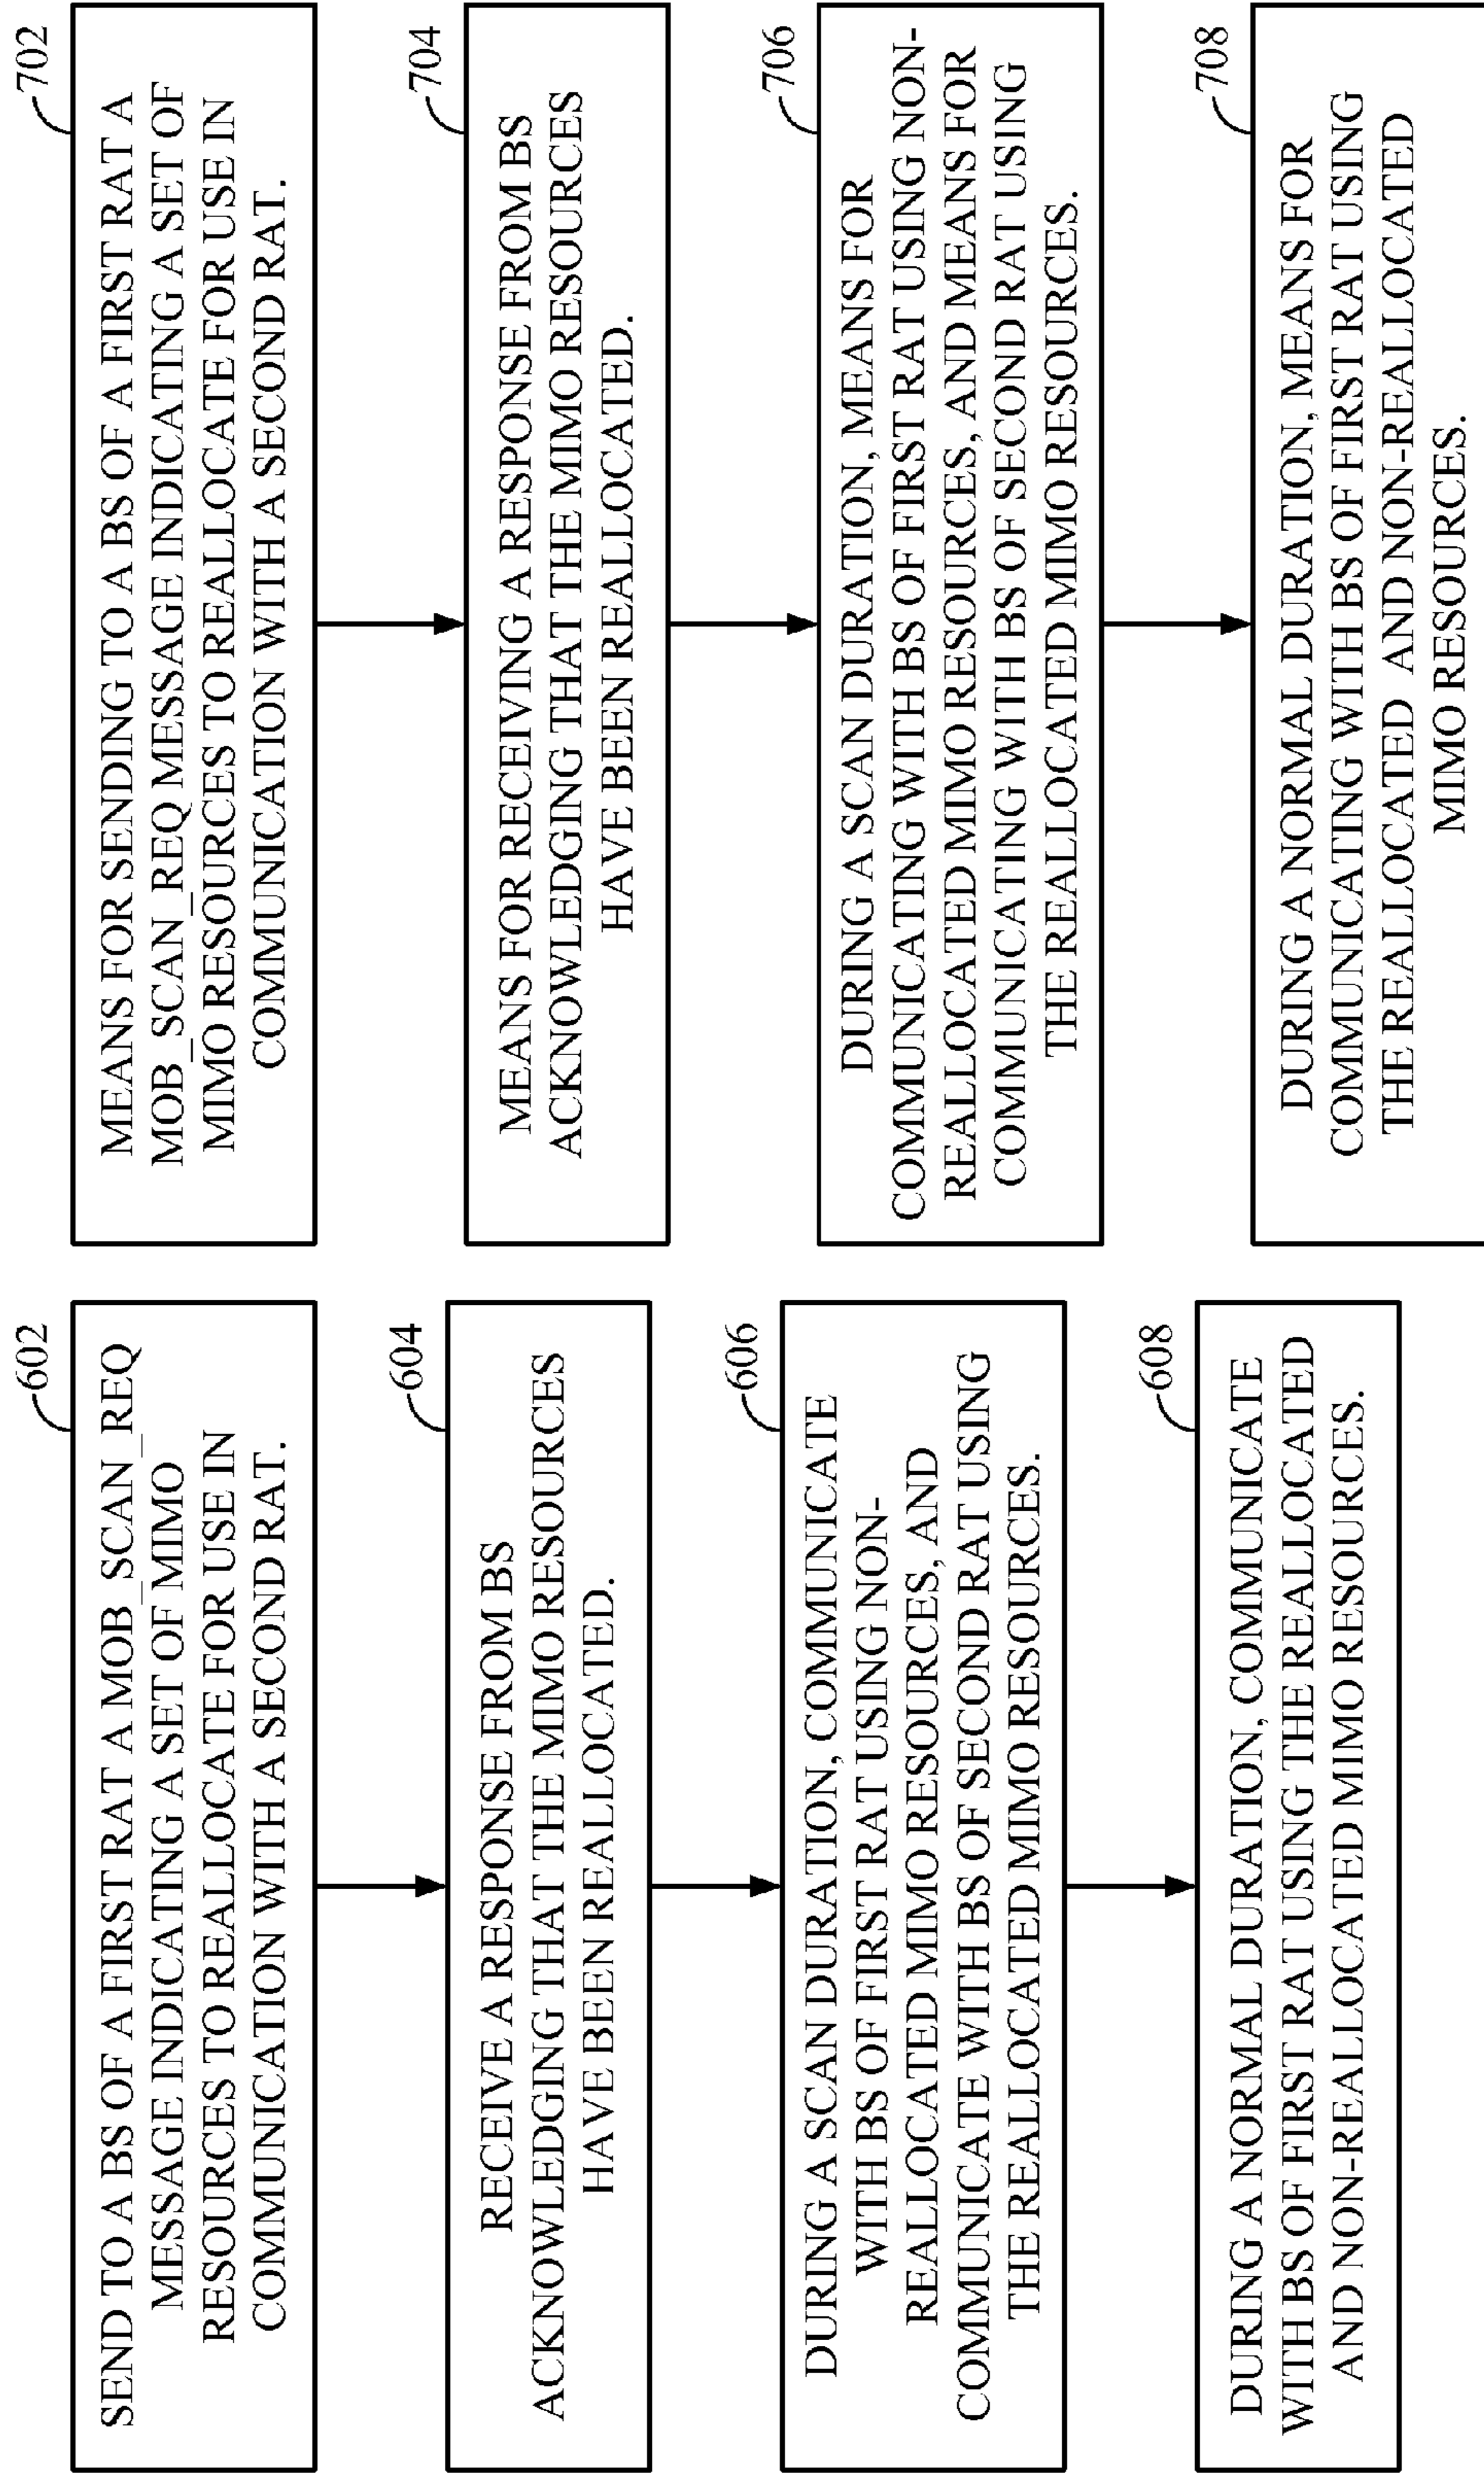 602
SEND TO A BS OF A FIRST RAT A MOB_SCAN_REQ
MESSAGE INDICATING A SET OF MIMO
RESOURCES TO REALLOCATE FOR USE IN
COMMUNICATION WITH A SECOND RAT.
604
RECEIVE A RESPONSE FROM BS
ACKNOWLEDGING THAT THE MIMO RESOURCES
HAVE BEEN REALLOCATED.
606
DURING A SCAN DURATION, COMMUNICATE
WITH BS OF FIRST RAT USING NON-
REALLOCATED MIMO RESOURCES, AND
COMMUNICATE WITH BS OF SECOND RAT USING
THE REALLOCATED MIMO RESOURCES.
608
DURING A NORMAL DURATION, COMMUNICATE
WITH BS OF FIRST RAT USING THE REALLOCATED
AND NON-REALLOCATED MIMO RESOURCES.
702
MEANS FOR SENDING TO A BS OF A FIRST RAT A
MOB_SCAN_REQ MESSAGE INDICATING A SET OF
MIMO RESOURCES TO REALLOCATE FOR USE IN
COMMUNICATION WITH A SECOND RAT.
704
MEANS FOR RECEIVING A RESPONSE FROM BS
ACKNOWLEDGING THAT THE MIMO RESOURCES
HAVE BEEN REALLOCATED.
706
DURING A SCAN DURATION, MEANS FOR
COMMUNICATING WITH BS OF FIRST RAT USING NON-
REALLOCATED MIMO RESOURCES, AND MEANS FOR
COMMUNICATING WITH BS OF SECOND RAT USING
THE REALLOCATED MIMO RESOURCES.
708
DURING A NORMAL DURATION, MEANS FOR
COMMUNICATING WITH BS OF FIRST RAT USING
THE REALLOCATED AND NON-REALLOCATED
MIMO RESOURCES.